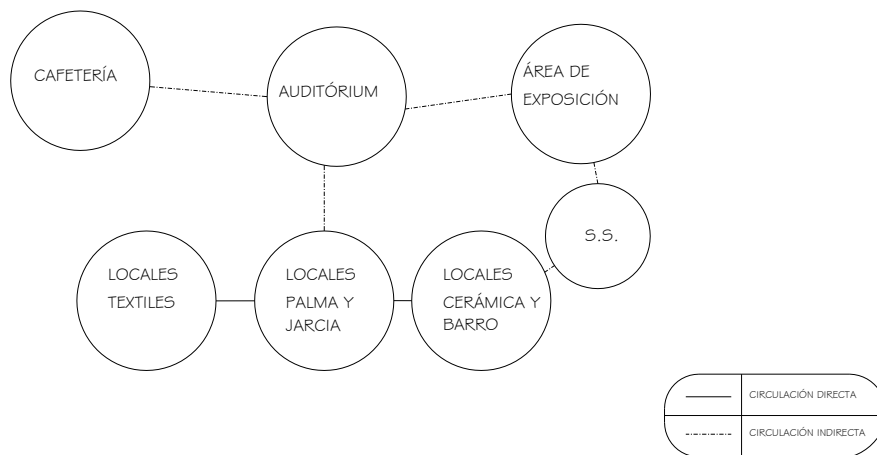 CAFETERÍA
AUDITÓRIUM
ÁREA DE
EXPOSICIÓN
S.S.
LOCALES
TEXTILES
LOCALES
PALMA Y
JARCIA
LOCALES
CERÁMICA Y
BARRO
CIRCULACIÓN DIRECTA
CIRCULACIÓN INDIRECTA